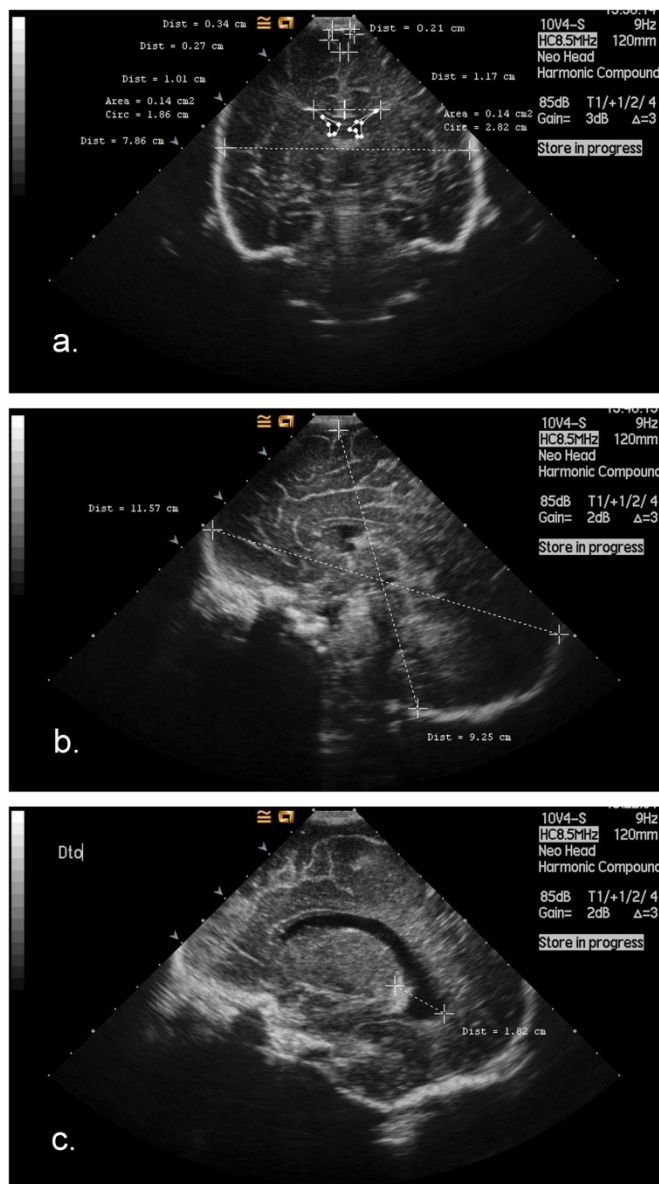 Dist = 0.34 cm
Dist = 0.21 cm
Dist = 0.27 cm
Dist = 1.01 cm
Dist = 1.17 cm
Area = 0.14 cm2
Circ = 1.86 cm
Area = 0.14 cm2
Circ = 2.82 cm
Dist = 7.86 cm
10V4-S 9Hz
HC8.5MHz 120mm
Neo Head
Harmonic Compound
85dB T1/+1/2/ 4
Gain= 3dB Δ=3
Store in progress
a.
10V4-S 9Hz
HC8.5MHz 120mm
Neo Head
Harmonic Compound
85dB T1/+1/2/ 4
Gain= 2dB Δ=3
Store in progress
Dist = 11.57 cm
Dist = 9.25 cm
b.
10V4-S 9Hz
HC8.5MHz 120mm
Neo Head
Harmonic Compound
85dB T1/+1/2/ 4
Gain= 2dB Δ=3
Store in progress
Dto
Dist = 1.82 cm
c.